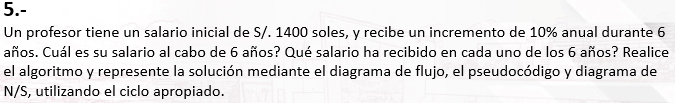 5.-
Un profesor tiene un salario inicial de S/. 1400 soles, y recibe un incremento de 10% anual durante 6
años. Cuál es su salario al cabo de 6 años? Qué salario ha recibido en cada uno de los 6 años? Realice
el algoritmo y represente la solución mediante el diagrama de flujo, el pseudocódigo y diagrama de
N/S, utilizando el ciclo apropiado.